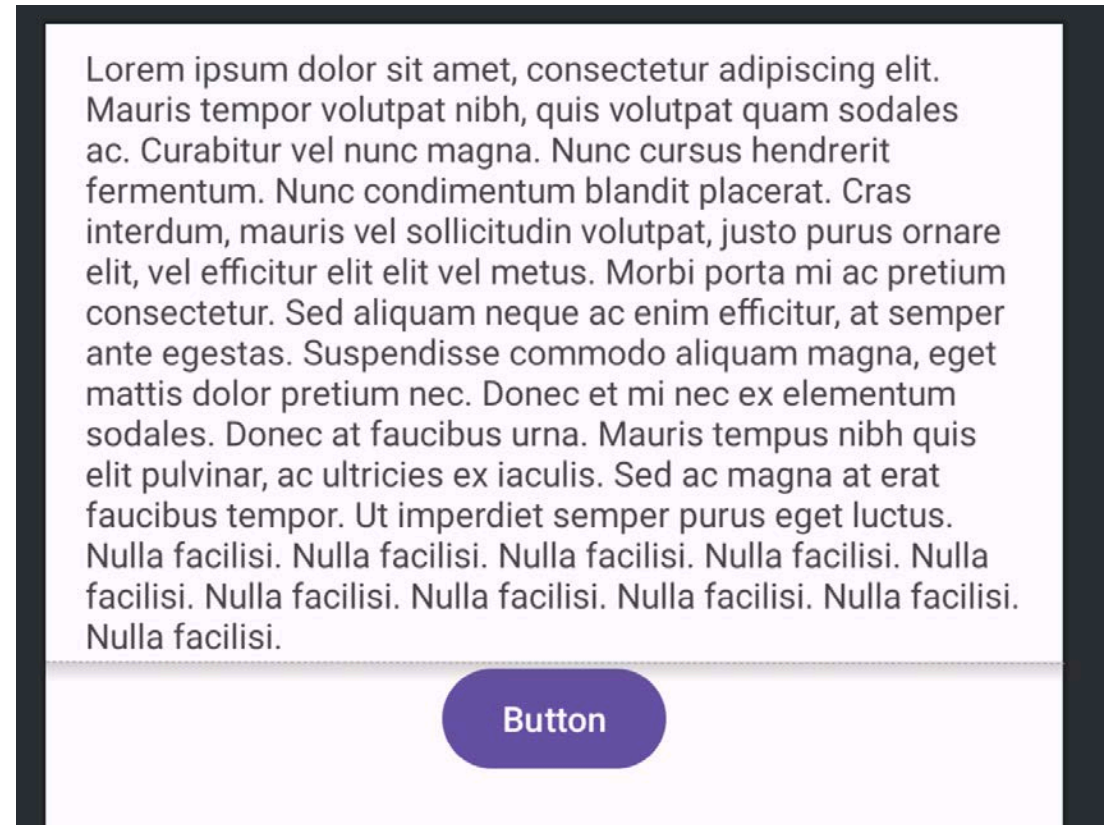 Lorem ipsum dolor sit amet, consectetur adipiscing elit.
Mauris tempor volutpat nibh, quis volutpat quam sodales
ac. Curabitur vel nunc magna. Nunc cursus hendrerit
fermentum. Nunc condimentum blandit placerat. Cras
interdum, mauris vel sollicitudin volutpat, justo purus ornare
elit, vel efficitur elit elit vel metus. Morbi porta mi ac pretium
consectetur. Sed aliquam neque ac enim efficitur, at semper
ante egestas. Suspendisse commodo aliquam magna, eget
mattis dolor pretium nec. Donec et mi nec ex elementum
sodales. Donec at faucibus urna. Mauris tempus nibh quis
elit pulvinar, ac ultricies ex iaculis. Sed ac magna at erat
faucibus tempor. Ut imperdiet semper purus eget luctus.
Nulla facilisi. Nulla facilisi. Nulla facilisi. Nulla facilisi. Nulla
facilisi. Nulla facilisi. Nulla facilisi. Nulla facilisi. Nulla facilisi.
Nulla facilisi.
Button